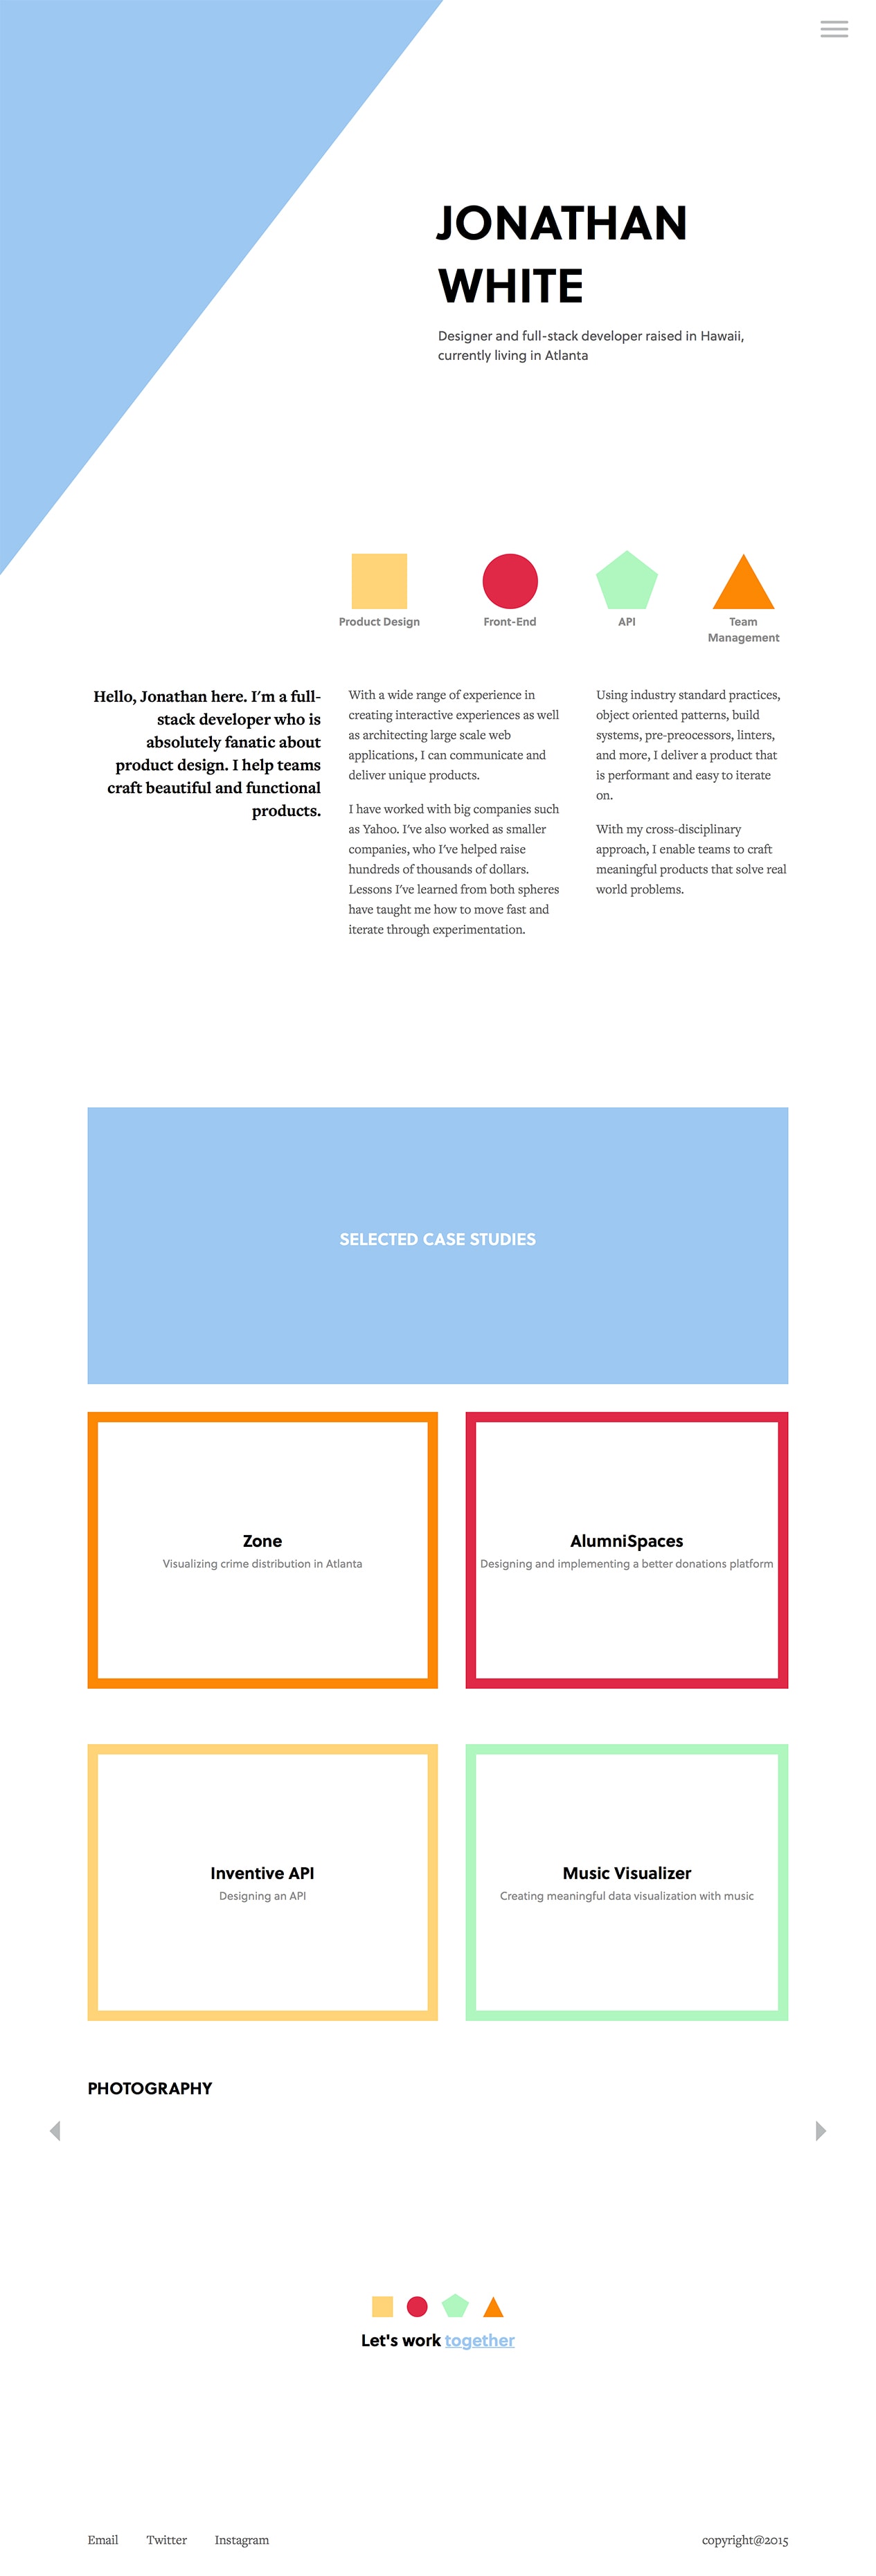 JONATHAN
WHITE
Designer and full-stack developer raised in Hawaii,
currently living in Atlanta
Product Design
Front-End
API
Team
Management
Hello, Jonathan here. I'm a full-
stack developer who is
absolutely fanatic about
product design. I help teams
craft beautiful and functional
products.
With a wide range of experience in
creating interactive experiences as well
as architecting large scale web
applications, I can communicate and
deliver unique products.
I have worked with big companies such
as Yahoo. I've also worked as smaller
companies, who I've helped raise
hundreds of thousands of dollars.
Lessons I've learned from both spheres
have taught me how to move fast and
iterate through experimentation.
Using industry standard practices,
object oriented patterns, build
systems, pre-preocessors, linters,
and more, I deliver a product that
is performant and easy to iterate
on.
With my cross-disciplinary
approach, I enable teams to craft
meaningful products that solve real
world problems.
SELECTED CASE STUDIES
Zone
Visualizing crime distribution in Atlanta
AlumniSpaces
Designing and implementing a better donations platform
Inventive API
Designing an API
Music Visualizer
Creating meaningful data visualization with music
PHOTOGRAPHY
Let's work together
Email Twitter Instagram copyright@2015